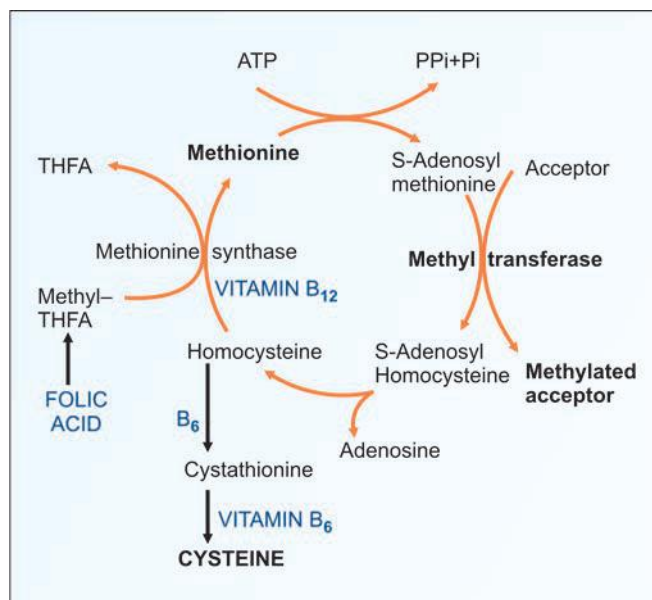 ATP
PPi+Pi
Methionine
THFA
S-Adenosyl
methionine
Acceptor
Methionine synthase
Methyl transferase
VITAMIN B12
Methyl–
THFA
Homocysteine
S-Adenosyl
Homocysteine
Methylated
acceptor
FOLIC
ACID
B6
Adenosine
Cystathionine
VITAMIN B6
CYSTEINE